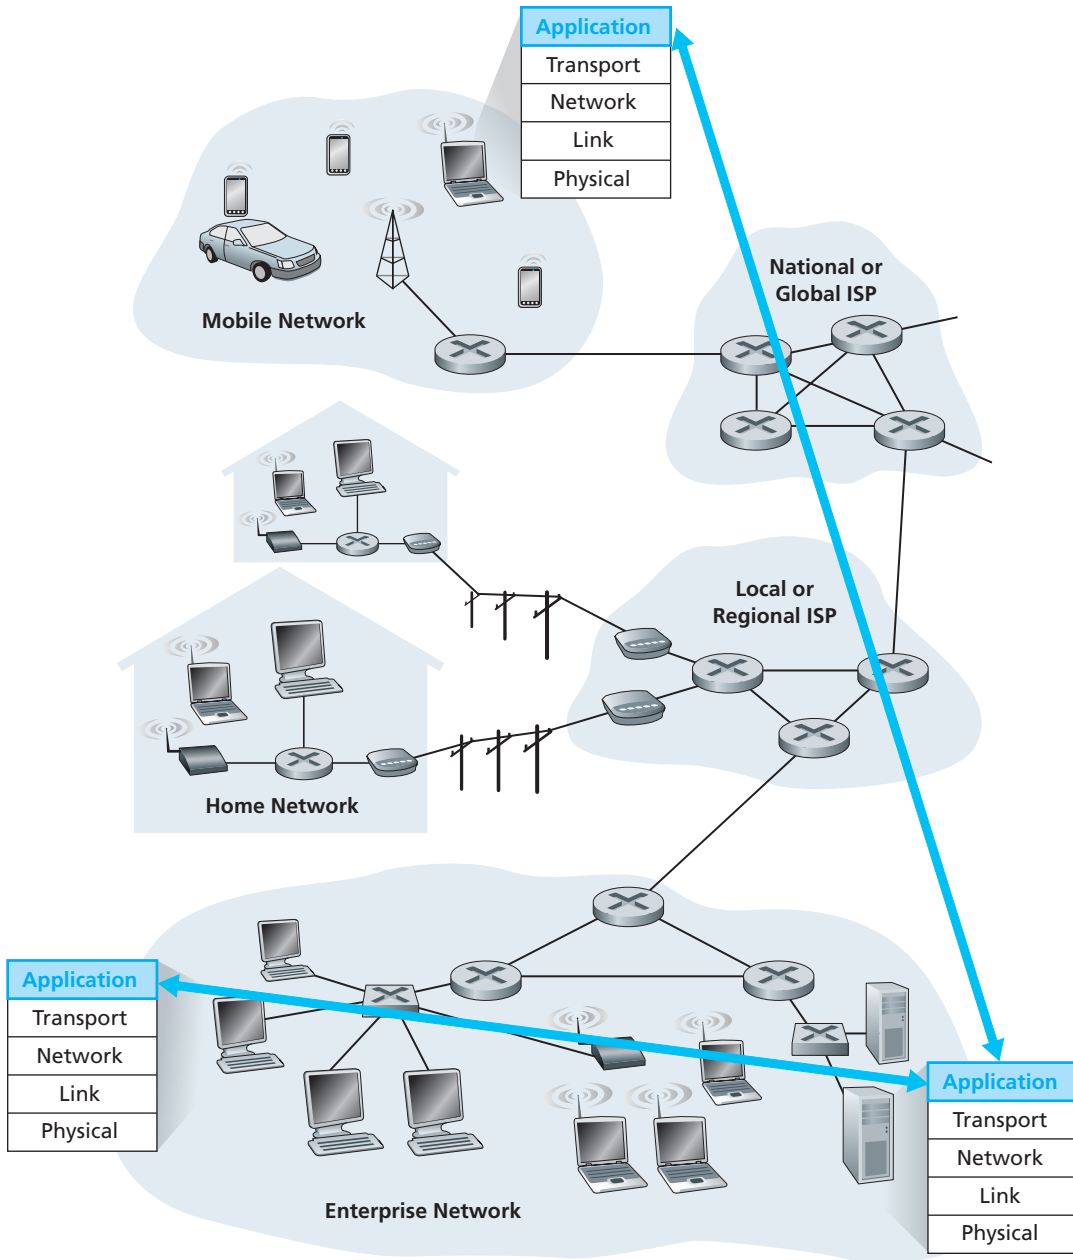 Application
Transport
Network
Link
Physical
National or
Global ISP
Mobile Network
Local or
Regional ISP
Home Network
Application
Transport
Network
Link
Physical
Application
Transport
Network
Link
Physical
Enterprise Network